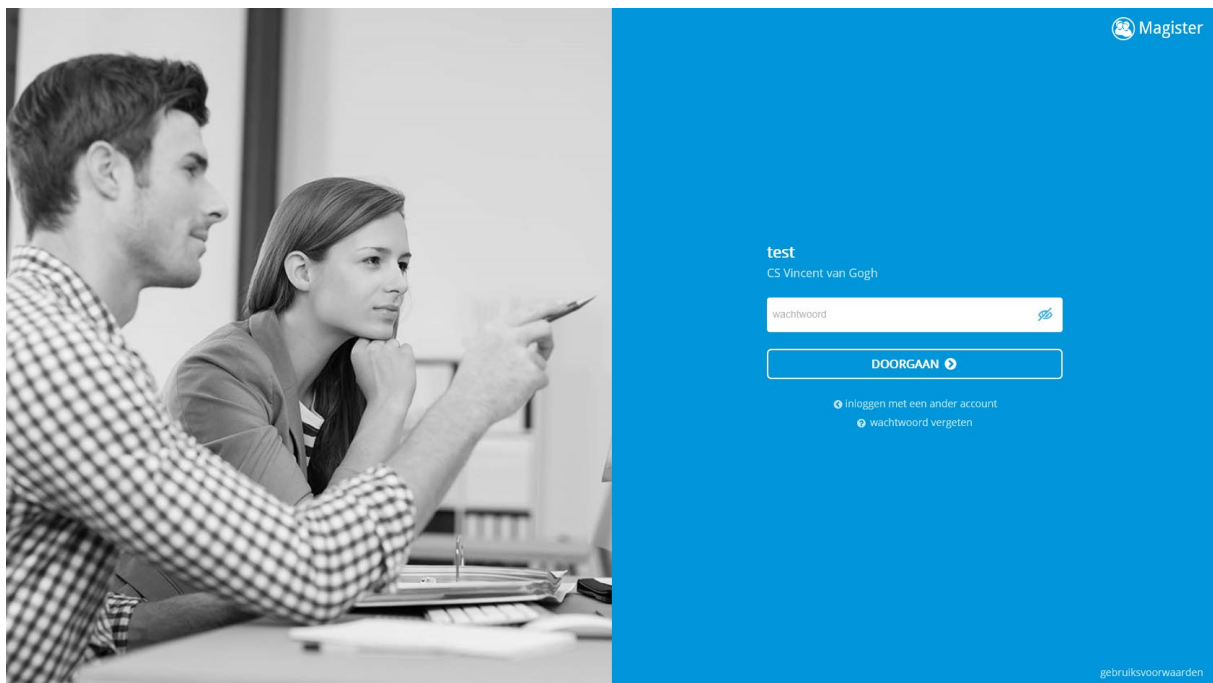 Magister
test
CS Vincent van Gogh
wachtwoord
DOORGAAN
inloggen met een ander account
wachtwoord vergeten
gebruiksvoorwaarden